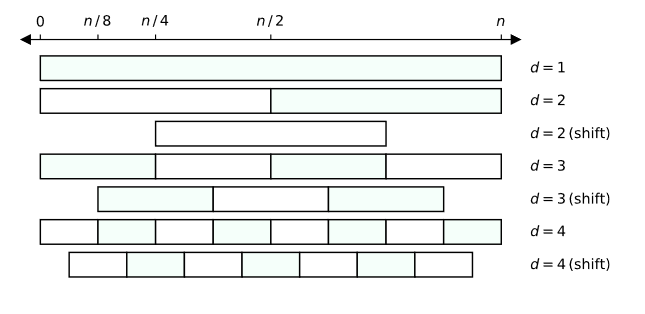 0 n/8 n/4 n/2 n
d = 1
d = 2
d = 2 (shift)
d = 3
d = 3 (shift)
d = 4
d = 4 (shift)